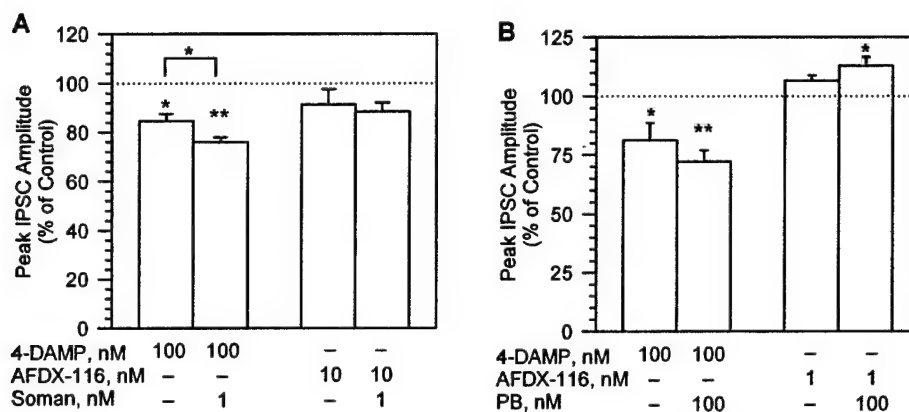 A
Peak IPSC Amplitude
(% of Control)
120
100
80
60
40
20
0
*
* **
4-DAMP, nM 100 100 – –
AFDX-116, nM – – 10 10
Soman, nM – 1 – 1
B
Peak IPSC Amplitude
(% of Control)
125
100
75
50
25
0
* ** *
4-DAMP, nM 100 100 – –
AFDX-116, nM – – 1 1
PB, nM – 100 – 100